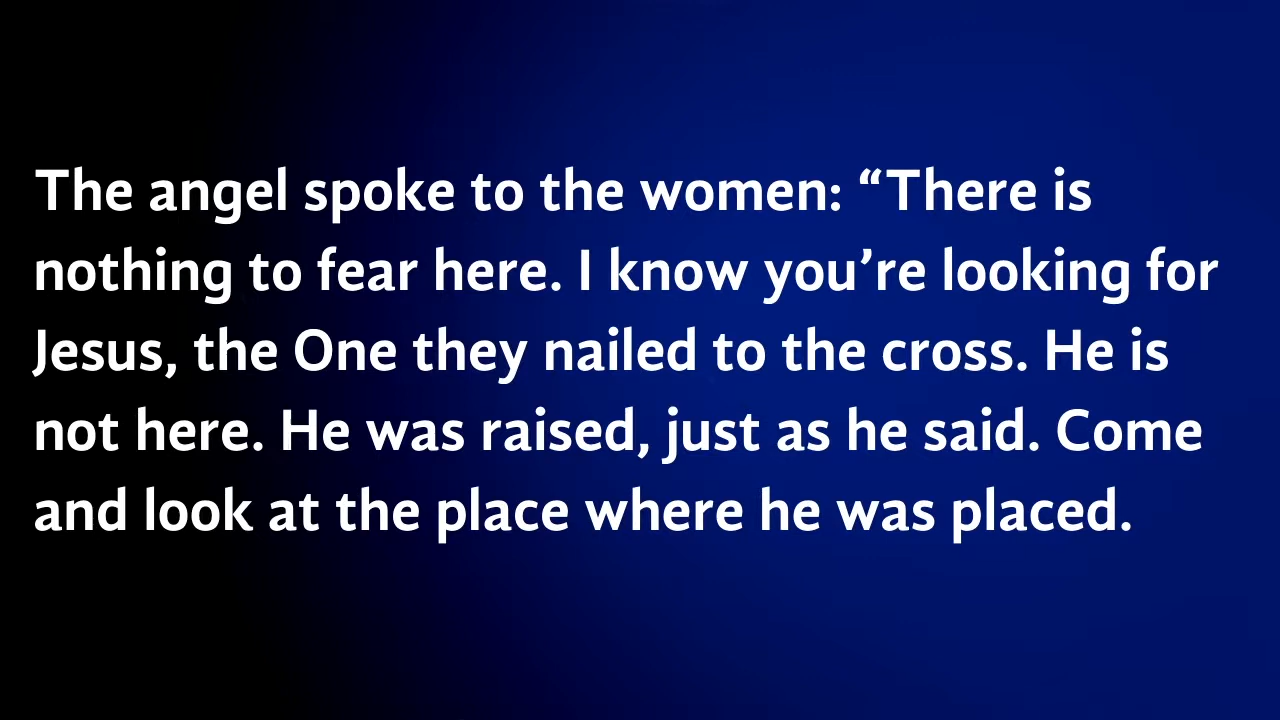 The angel spoke to the women: “There is
nothing to fear here. I know you’re looking for
Jesus, the One they nailed to the cross. He is
not here. He was raised, just as he said. Come
and look at the place where he was placed.